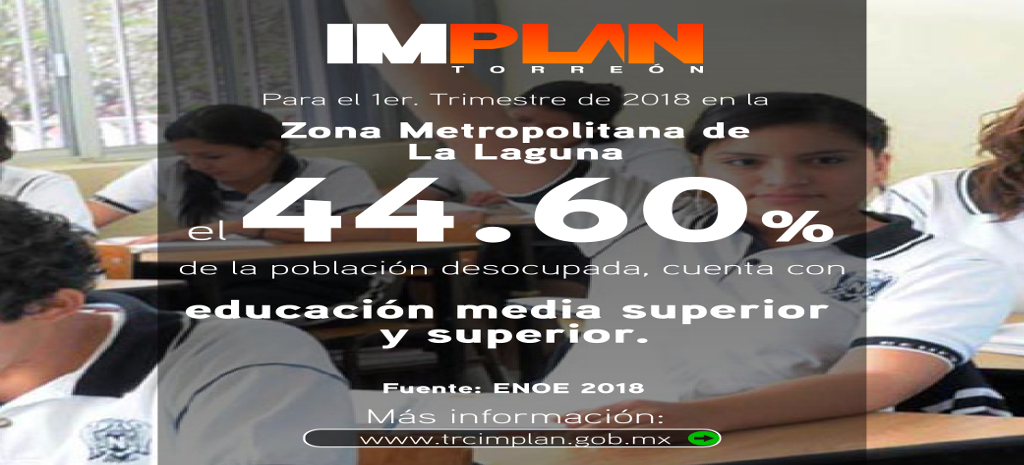 IMPLAN
TORREÓN
Para el 1er. Trimestre de 2018 en la
Zona Metropolitana de
La Laguna
el 44.60%
de la población desocupada, cuenta con
educación media superior
y superior.
Fuente: ENOE 2018
Más información:
www.trcimplan.gob.mx